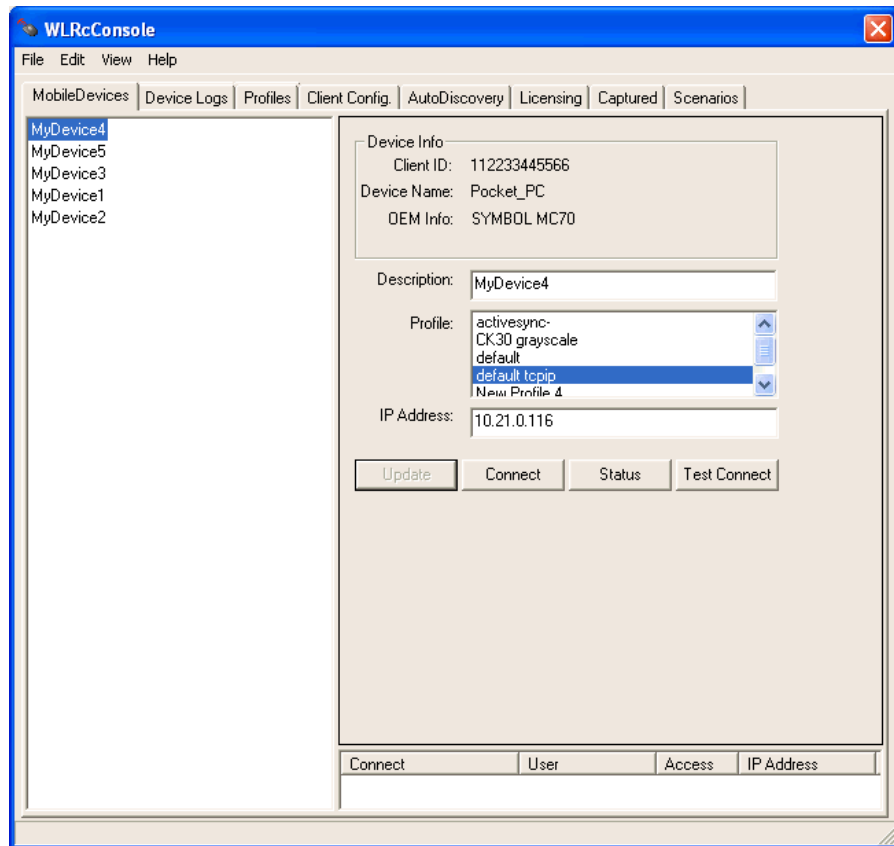 WLRcConsole
File Edit View Help
MobileDevices Device Logs Profiles Client Config. AutoDiscovery Licensing Captured Scenarios
MyDevice4
MyDevice5
MyDevice3
MyDevice1
MyDevice2
Device Info
Client ID: 112233445566
Device Name: Pocket_PC
OEM Info: SYMBOL MC70
Description: MyDevice4
Profile: activesync-
CK30 grayscale
default
default tcpip
New Profile 4
IP Address: 10.21.0.116
Update Connect Status Test Connect
Connect User Access IP Address